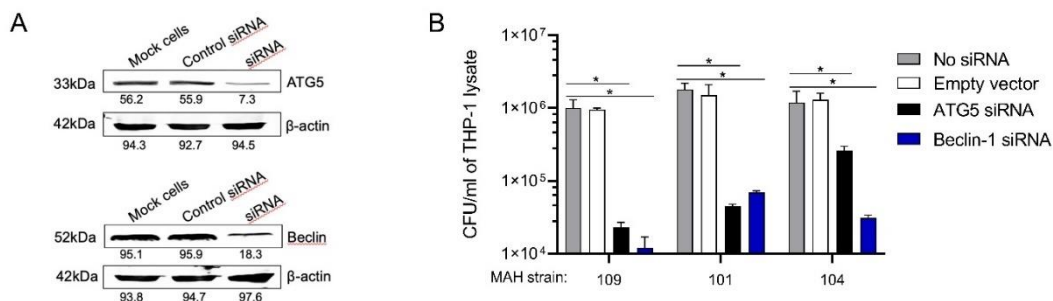 A
Mock cells
Control siRNA
siRNA
33kDa
ATG5
56.2 55.9 7.3
42kDa
β-actin
94.3 92.7 94.5
Mock cells
Control siRNA
siRNA
52kDa
Beclin
95.1 95.9 18.3
42kDa
β-actin
93.8 94.7 97.6
B
CFU/ml of THP-1 lysate
1×10⁷
1×10⁶
1×10⁵
1×10⁴
* *
* *
* *
MAH strain: 109 101 104
No siRNA
Empty vector
ATG5 siRNA
Beclin-1 siRNA